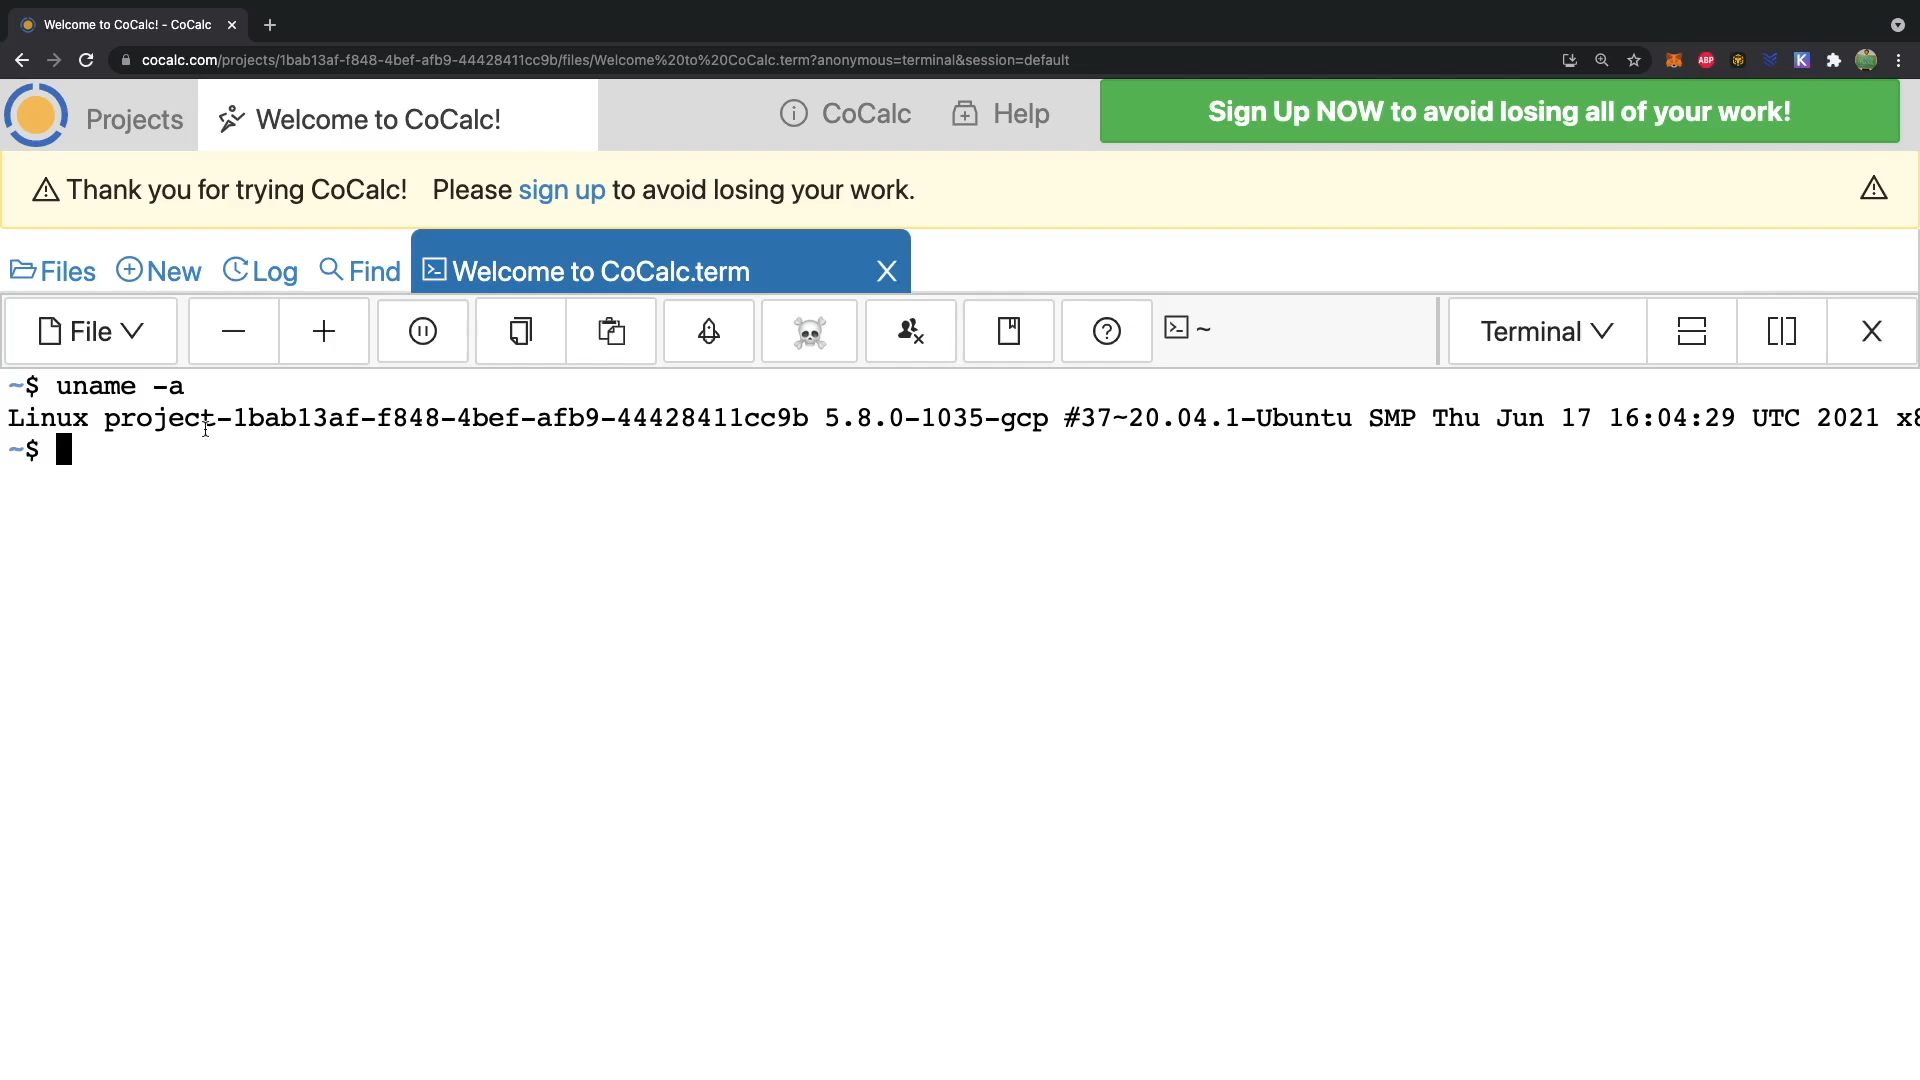 Welcome to CoCalc! - CoCalc
cocalc.com/projects/1bab13af-f848-4bef-afb9-44428411cc9b/files/Welcome%20to%20CoCalc.term?anonymous=terminal&session=default
ABP
K
Projects
Welcome to CoCalc!
CoCalc
Help
Sign Up NOW to avoid losing all of your work!
Thank you for trying CoCalc! Please sign up to avoid losing your work.
Files
New
Log
Find
Welcome to CoCalc.term
File
~
Terminal
~$ uname -a
Linux project-1bab13af-f848-4bef-afb9-44428411cc9b 5.8.0-1035-gcp #37~20.04.1-Ubuntu SMP Thu Jun 17 16:04:29 UTC 2021 x8
~$